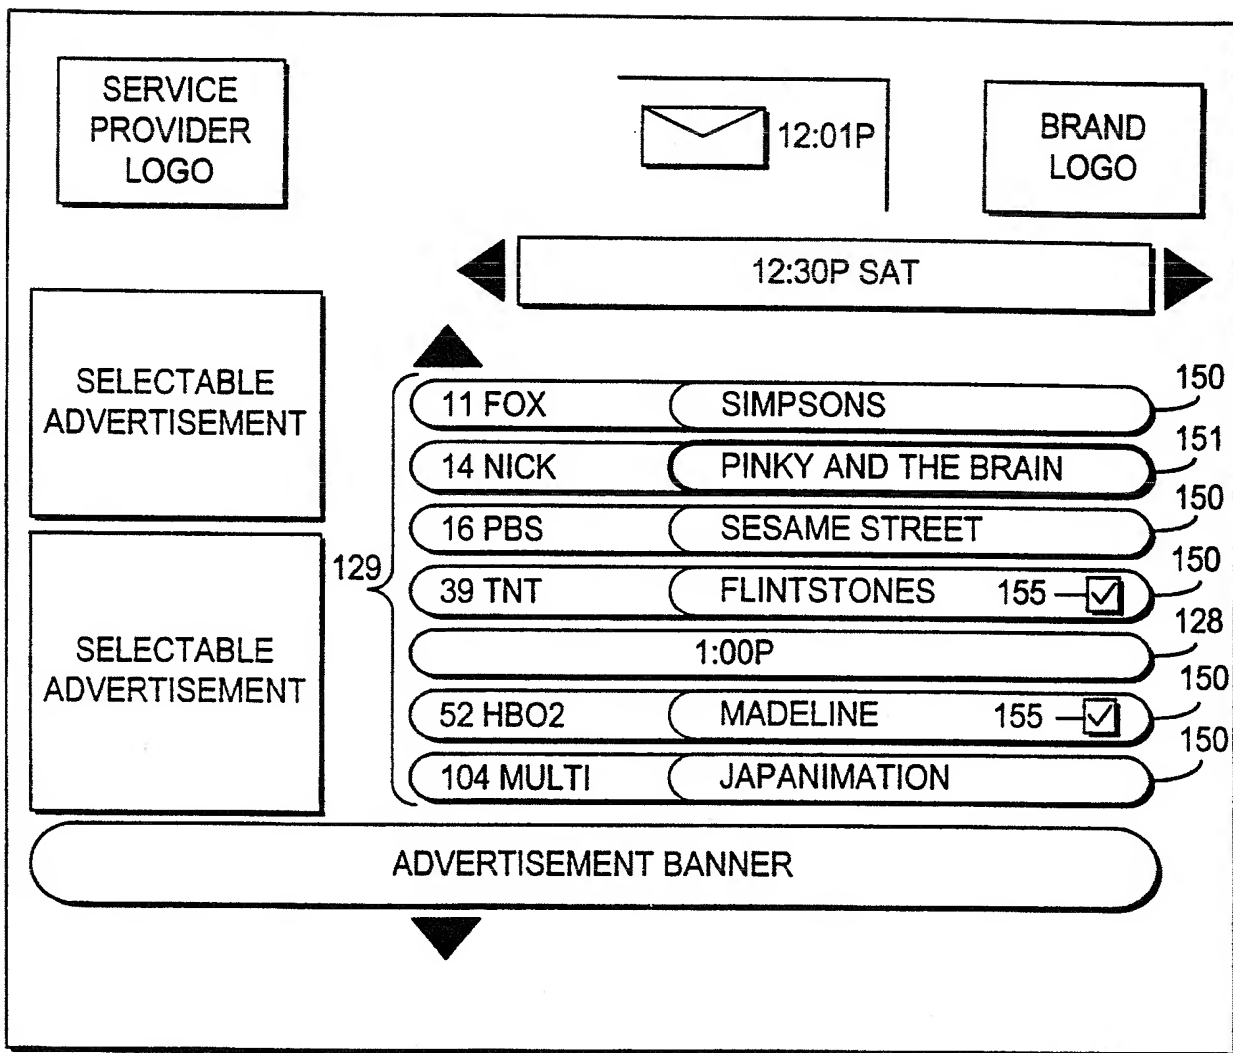 SERVICE
PROVIDER
LOGO
12:01P
BRAND
LOGO
12:30P SAT
SELECTABLE
ADVERTISEMENT
SELECTABLE
ADVERTISEMENT
129
11 FOX SIMPSONS 150
14 NICK PINKY AND THE BRAIN 151
16 PBS SESAME STREET 150
39 TNT FLINTSTONES 155 150
1:00P 128
52 HBO2 MADELINE 155 150
104 MULTI JAPANIMATION 150
ADVERTISEMENT BANNER